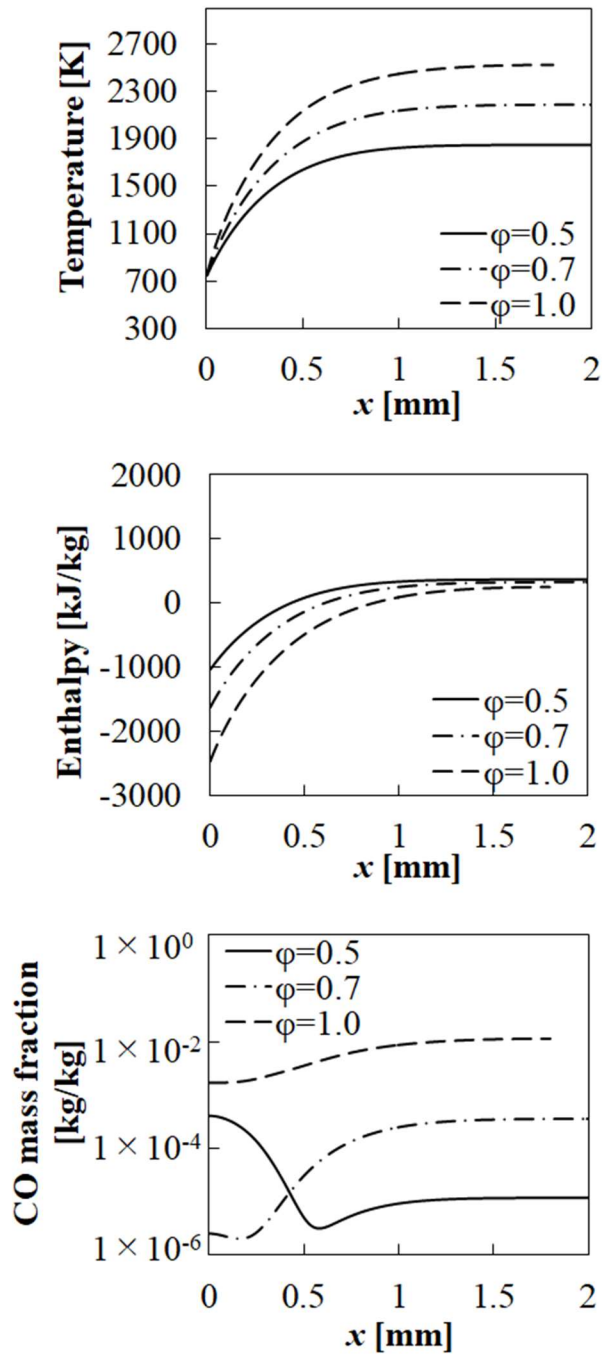 Temperature [K]
2700
2300
1900
1500
1100
700
300
φ=0.5
φ=0.7
φ=1.0
0
0.5
1
1.5
2
x [mm]
Enthalpy [kJ/kg]
2000
1000
0
-1000
-2000
-3000
φ=0.5
φ=0.7
φ=1.0
0
0.5
1
1.5
2
x [mm]
CO mass fraction
[kg/kg]
1×10⁰
1×10⁻²
1×10⁻⁴
1×10⁻⁶
φ=0.5
φ=0.7
φ=1.0
0
0.5
1
1.5
2
x [mm]